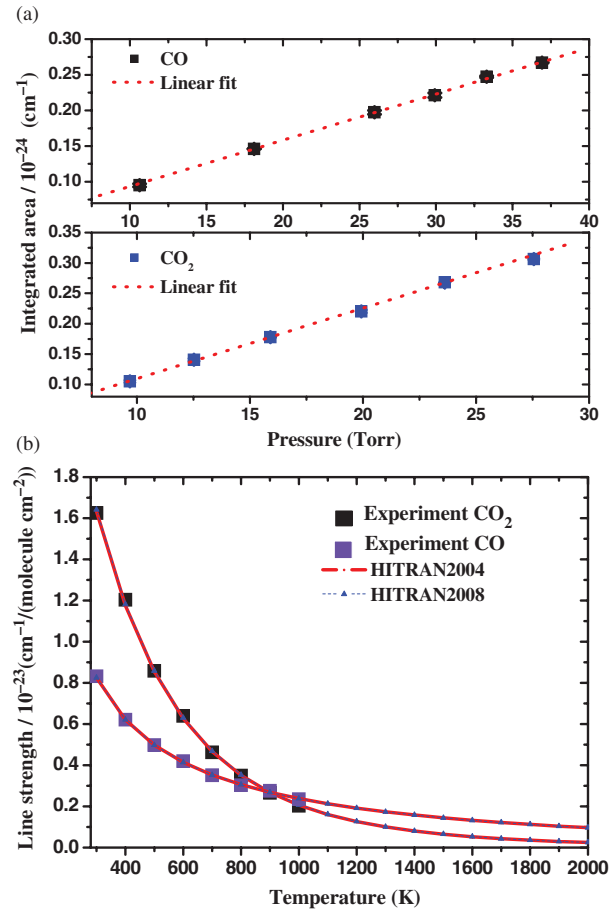 (a)
Integrated area / 10⁻²⁴ (cm⁻¹)
0.30
0.25
0.20
0.15
0.10
CO
Linear fit
10 15 20 25 30 35 40
0.35
0.30
0.25
0.20
0.15
0.10
CO₂
Linear fit
10 15 20 25 30
Pressure (Torr)
(b)
Line strength / 10⁻²³(cm⁻¹/(molecule cm⁻²))
1.8
1.6
1.4
1.2
1.0
0.8
0.6
0.4
0.2
0.0
Experiment CO₂
Experiment CO
HITRAN2004
HITRAN2008
400 600 800 1000 1200 1400 1600 1800 2000
Temperature (K)